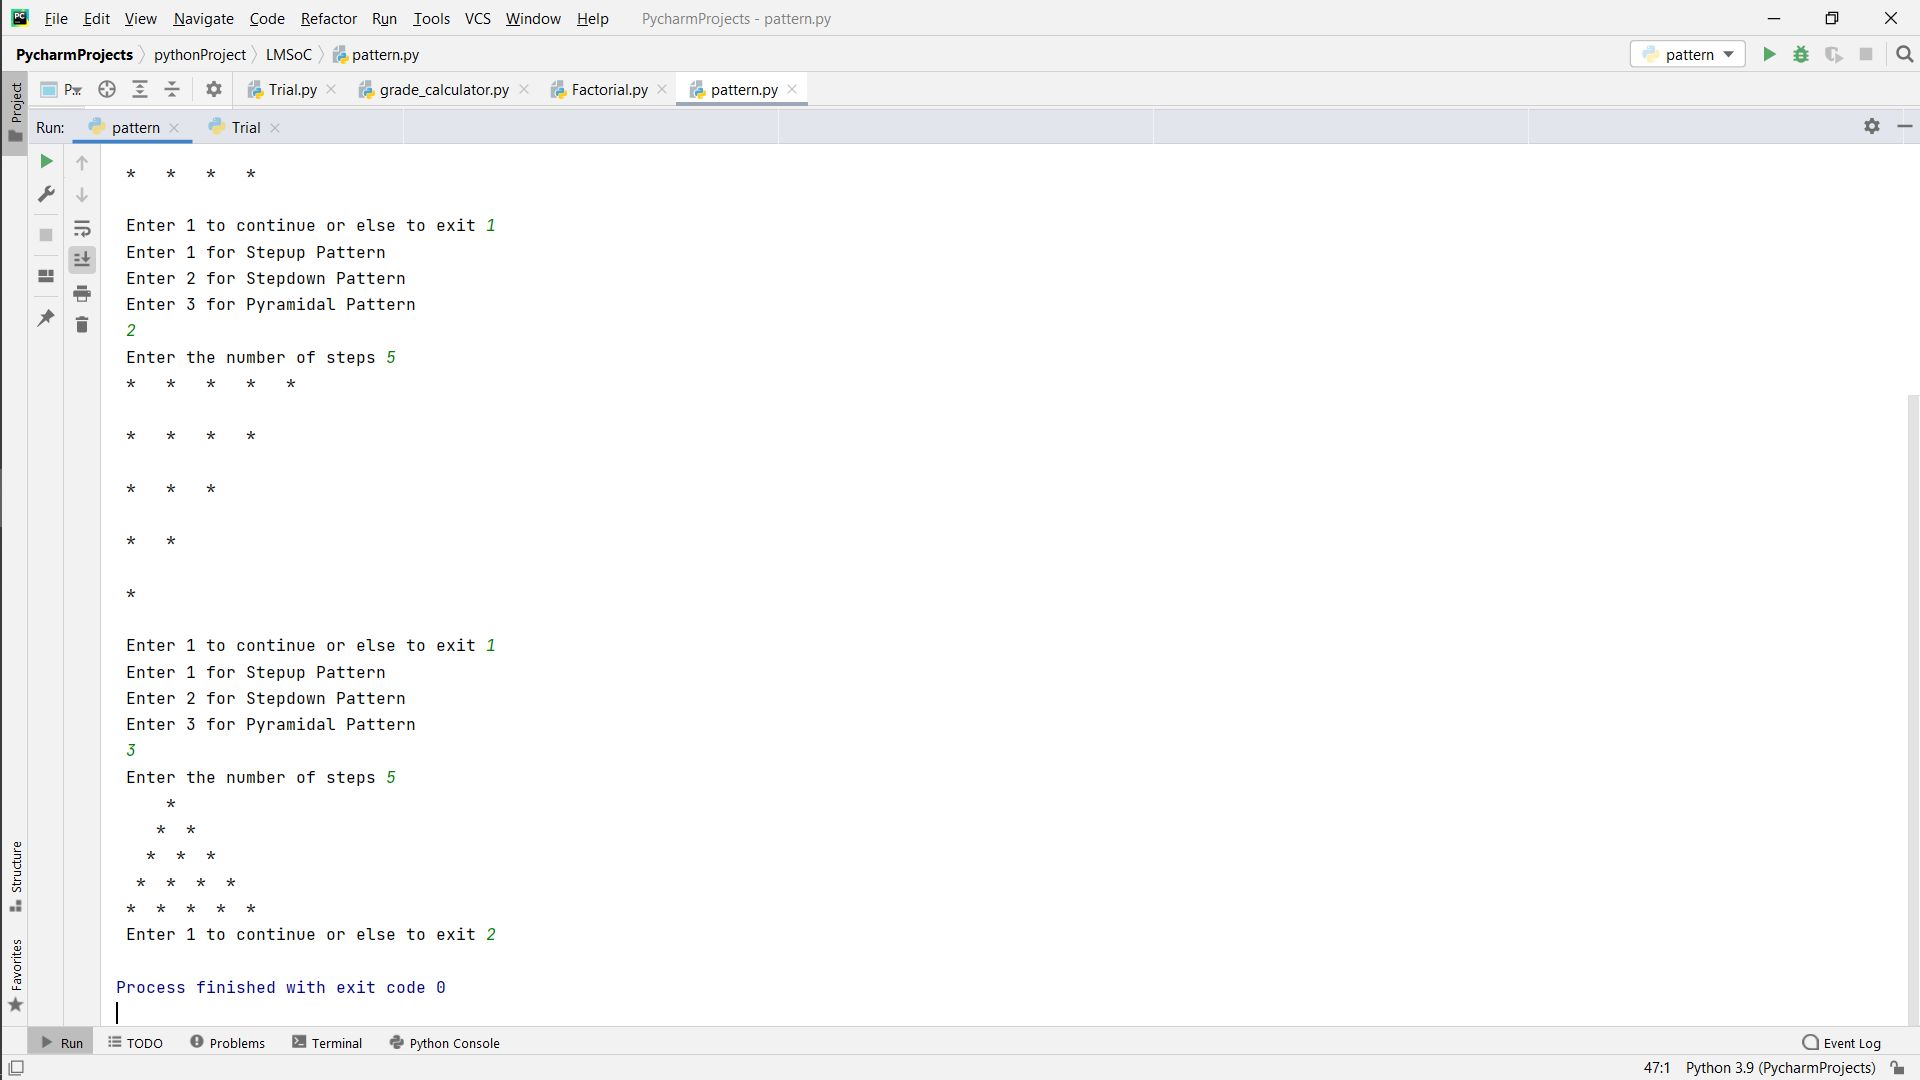 PC File Edit View Navigate Code Refactor Run Tools VCS Window Help PycharmProjects - pattern.py
PycharmProjects pythonProject LMSoC pattern.py pattern
Project P... Trial.py grade_calculator.py Factorial.py pattern.py
Run: pattern Trial
* * * *
Enter 1 to continue or else to exit 1
Enter 1 for Stepup Pattern
Enter 2 for Stepdown Pattern
Enter 3 for Pyramidal Pattern
2
Enter the number of steps 5
* * * * *
* * * *
* * *
* *
*
Enter 1 to continue or else to exit 1
Enter 1 for Stepup Pattern
Enter 2 for Stepdown Pattern
Enter 3 for Pyramidal Pattern
3
Enter the number of steps 5
*
* *
* * *
* * * *
* * * * *
Enter 1 to continue or else to exit 2
Process finished with exit code 0
Structure
Favorites
Run TODO Problems Terminal Python Console Event Log
47:1 Python 3.9 (PycharmProjects)